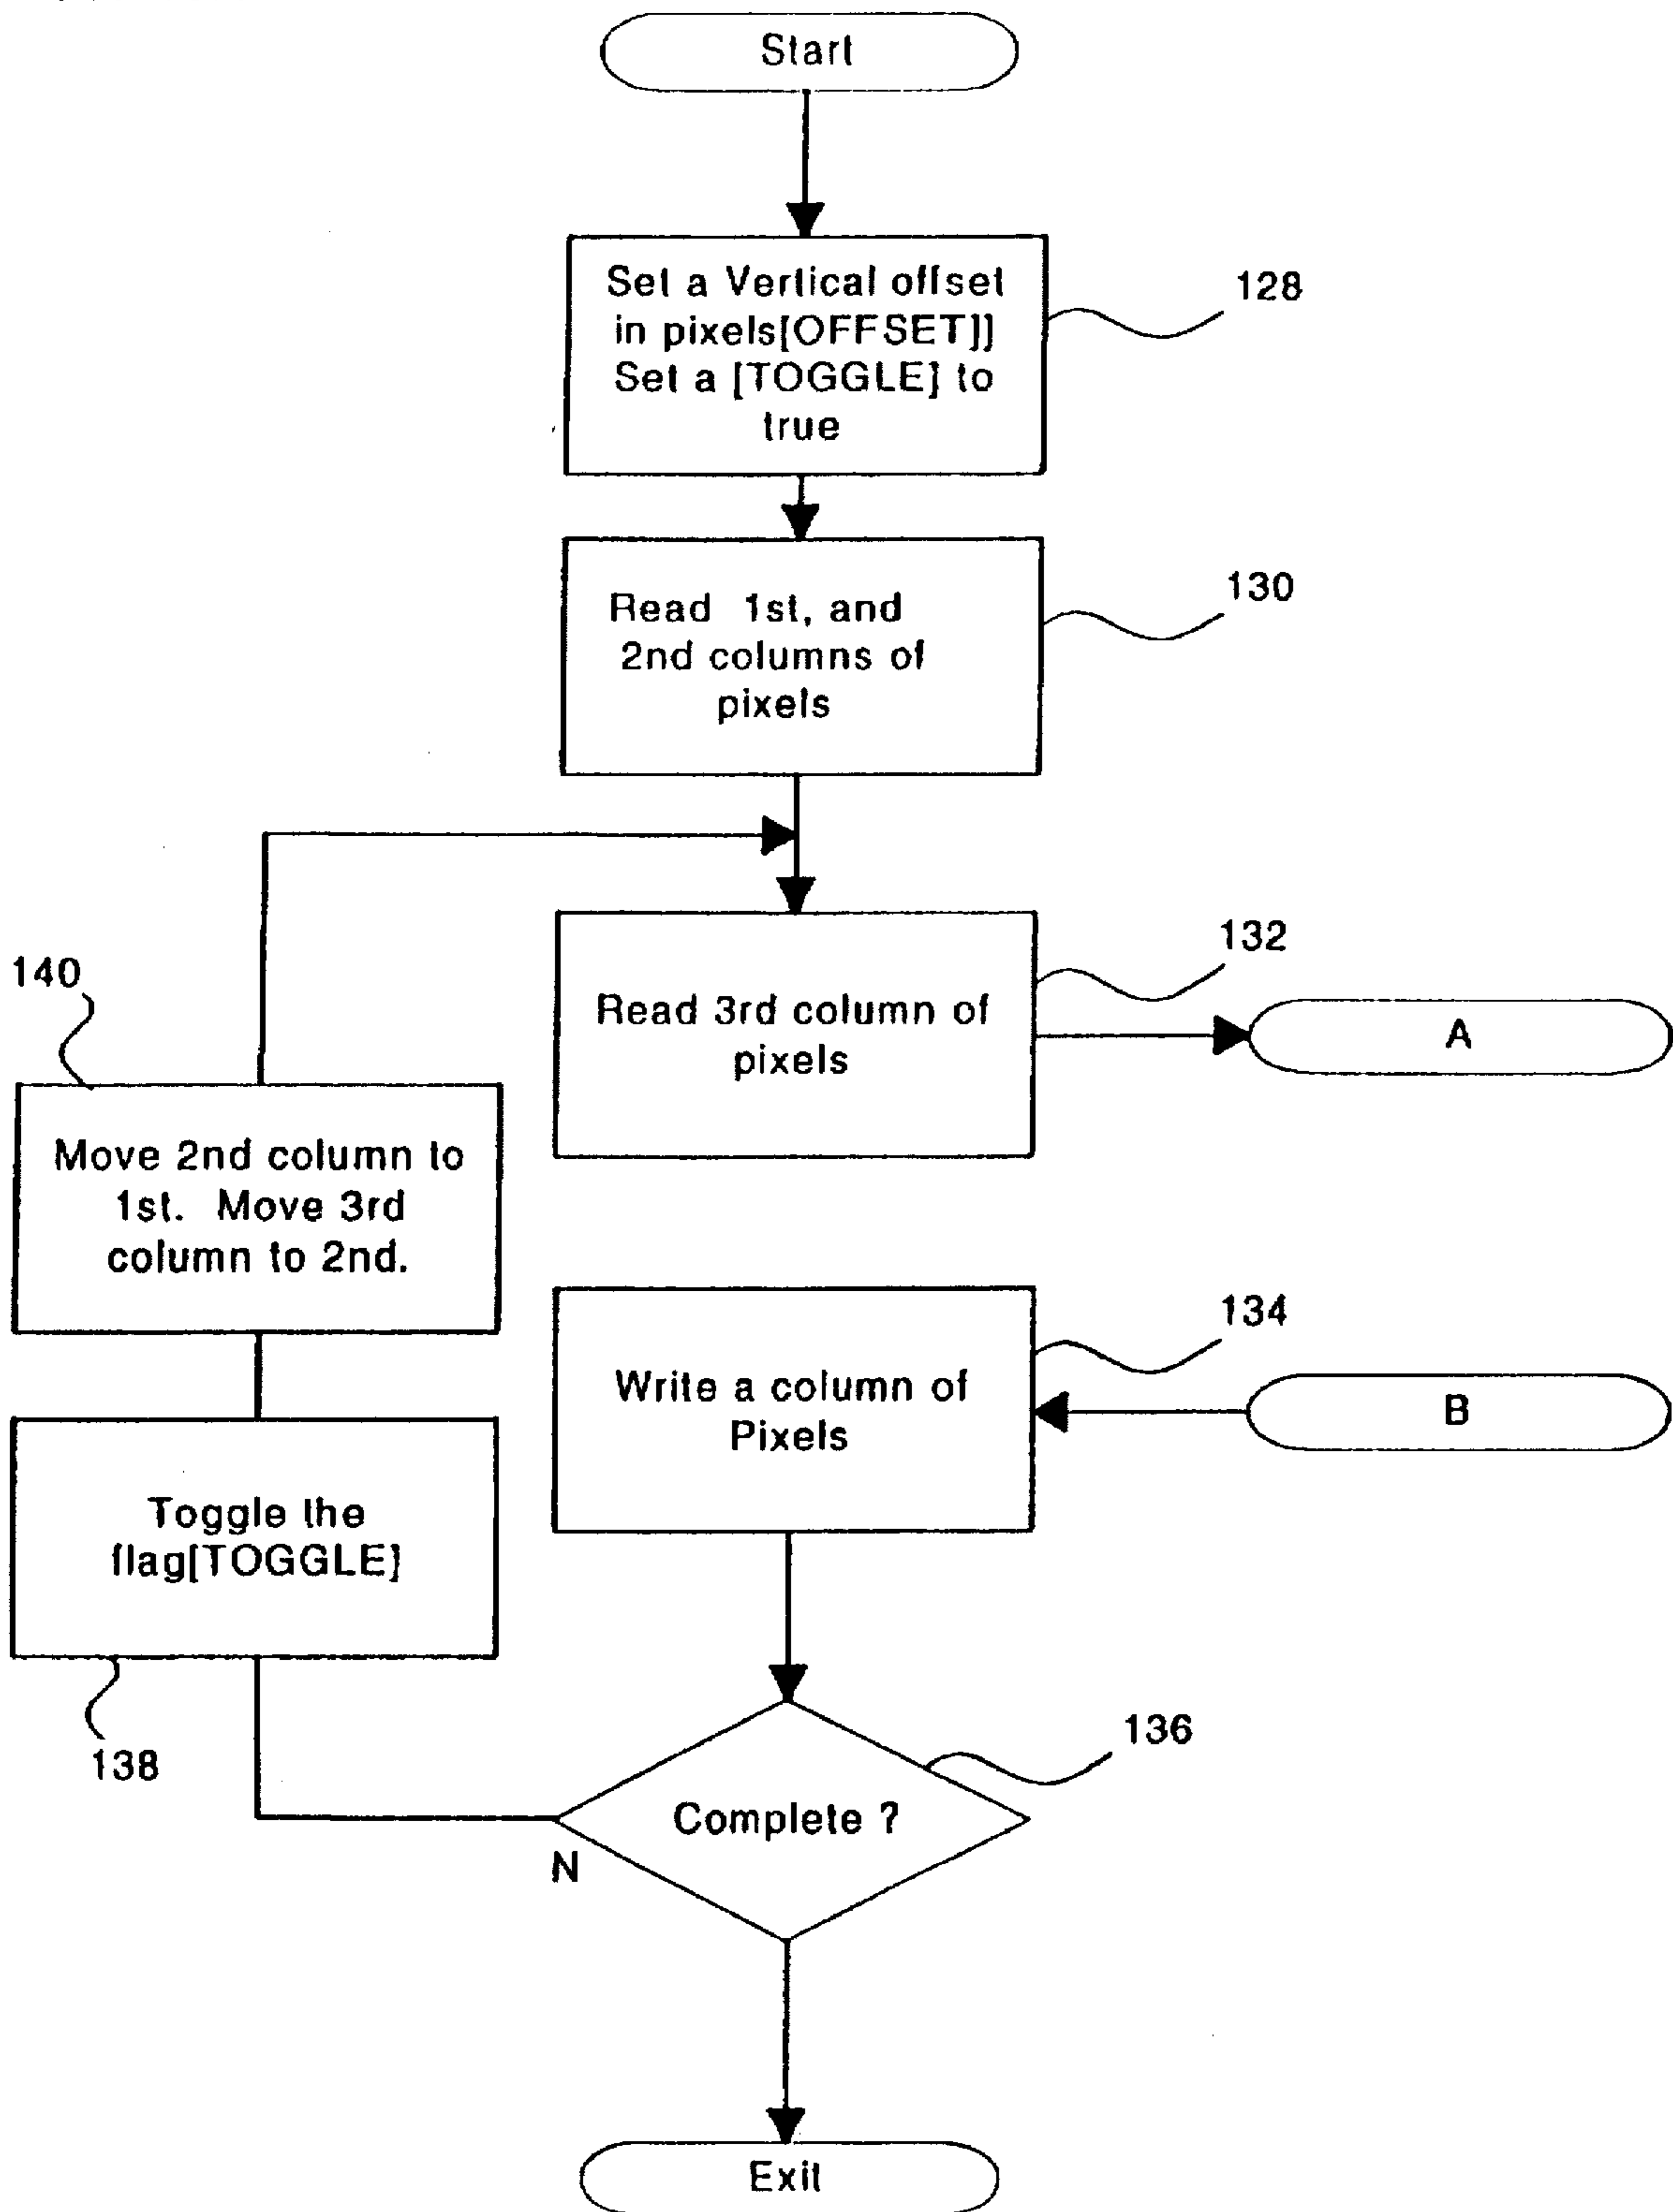 Start
Set a Vertical offset
in pixels[OFFSET]]
Set a [TOGGLE] to
true
128
Read 1st, and
2nd columns of
pixels
130
Read 3rd column of
pixels
132
A
140
Move 2nd column to
1st. Move 3rd
column to 2nd.
Write a column of
Pixels
134
B
Toggle the
flag[TOGGLE]
138
Complete ?
136
N
Exit